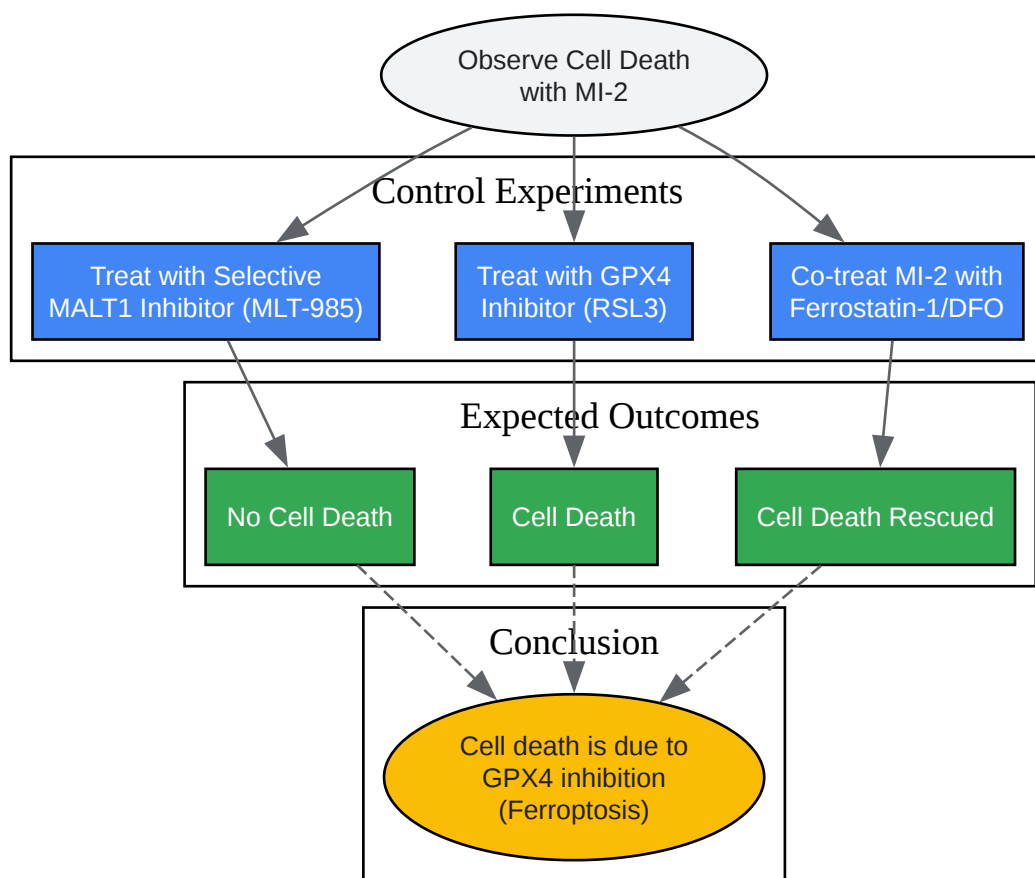 Observe Cell Death
with MI-2
Control Experiments
Treat with Selective
MALT1 Inhibitor (MLT-985)
Treat with GPX4
Inhibitor (RSL3)
Co-treat MI-2 with
Ferrostatin-1/DFO
Expected Outcomes
No Cell Death
Cell Death
Cell Death Rescued
Conclusion
Cell death is due to
GPX4 inhibition
(Ferroptosis)